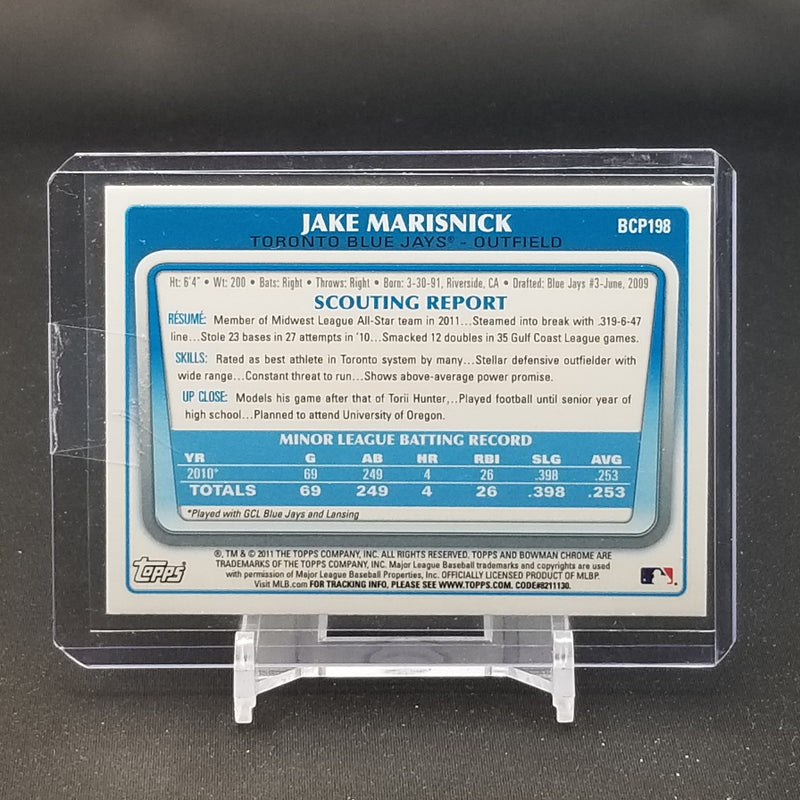 JAKE MARISNICK
BCP198
TORONTO BLUE JAYS® - OUTFIELD
Ht: 6'4" • Wt: 200 • Bats: Right • Throws: Right • Born: 3-30-91, Riverside, CA • Drafted: Blue Jays #3-June, 2009
SCOUTING REPORT
RÉSUMÉ: Member of Midwest League All-Star team in 2011...Steamed into break with .319-6-47
line...Stole 23 bases in 27 attempts in '10...Smacked 12 doubles in 35 Gulf Coast League games.
SKILLS: Rated as best athlete in Toronto system by many...Stellar defensive outfielder with
wide range...Constant threat to run...Shows above-average power promise.
UP CLOSE: Models his game after that of Torii Hunter,...Played football until senior year of
high school...Planned to attend University of Oregon.
MINOR LEAGUE BATTING RECORD
YR G AB HR RBI SLG AVG
2010* 69 249 4 26 .398 .253
TOTALS 69 249 4 26 .398 .253
*Played with GCL Blue Jays and Lansing
®, TM & © 2011 THE TOPPS COMPANY, INC. ALL RIGHTS RESERVED. TOPPS AND BOWMAN CHROME ARE
TRADEMARKS OF THE TOPPS COMPANY, INC. Major League Baseball trademarks and copyrights are used
with permission of Major League Baseball Properties, Inc. OFFICIALLY LICENSED PRODUCT OF MLBP.
Visit MLB.com FOR TRACKING INFO, PLEASE SEE WWW.TOPPS.COM. CODE#8211130.
TOPPS